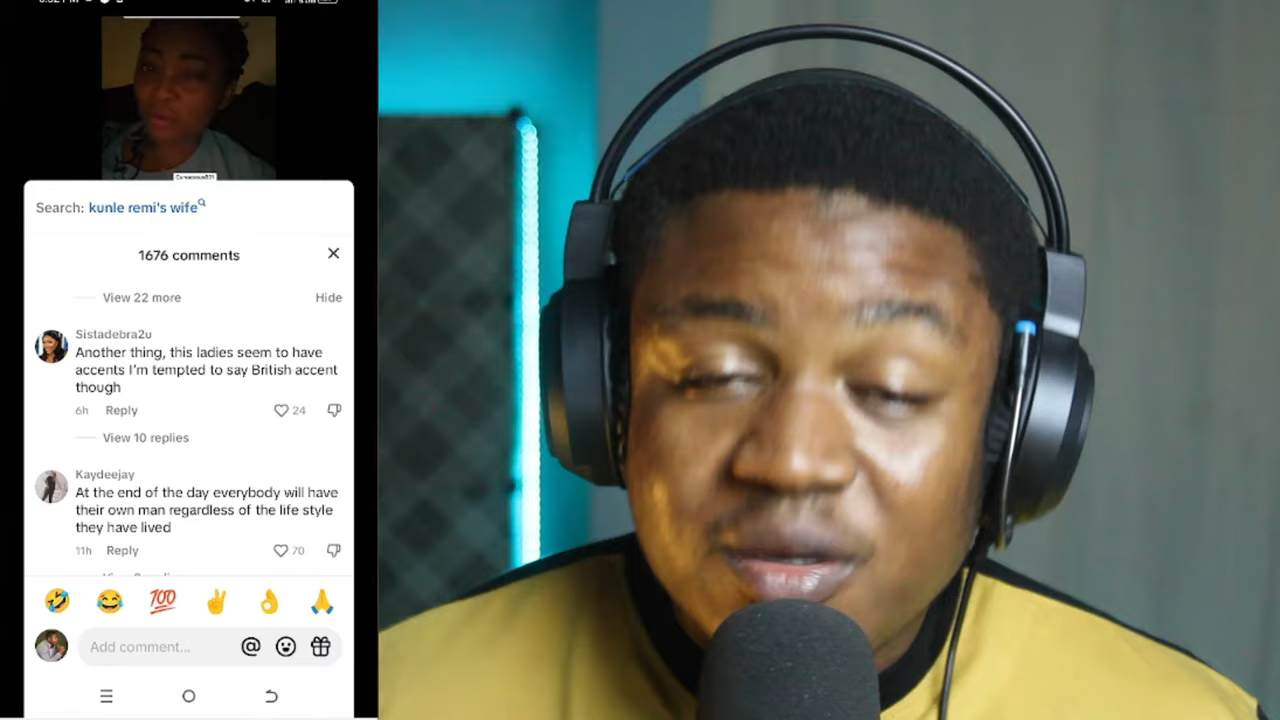 Search: kunle remi's wife
1676 comments
View 22 more
Hide
Sistadebra2u
Another thing, this ladies seem to have
accents I'm tempted to say British accent
though
6h Reply 24
View 10 replies
Kaydeejay
At the end of the day everybody will have
their own man regardless of the life style
they have lived
11h Reply 70
100
Add comment...
@